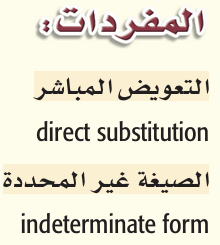 المفردات:
التعويض المباشر
direct substitution
الصيغة غير المحددة
indeterminate form